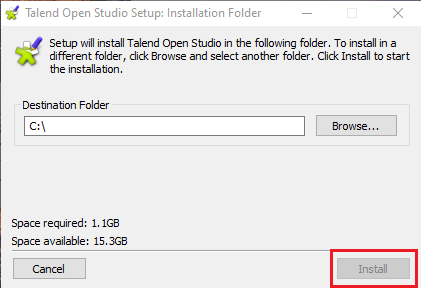 Talend Open Studio Setup: Installation Folder
Setup will install Talend Open Studio in the following folder. To install in a
different folder, click Browse and select another folder. Click Install to start
the installation.
Destination Folder
C:\
Browse...
Space required: 1.1GB
Space available: 15.3GB
Cancel
Install